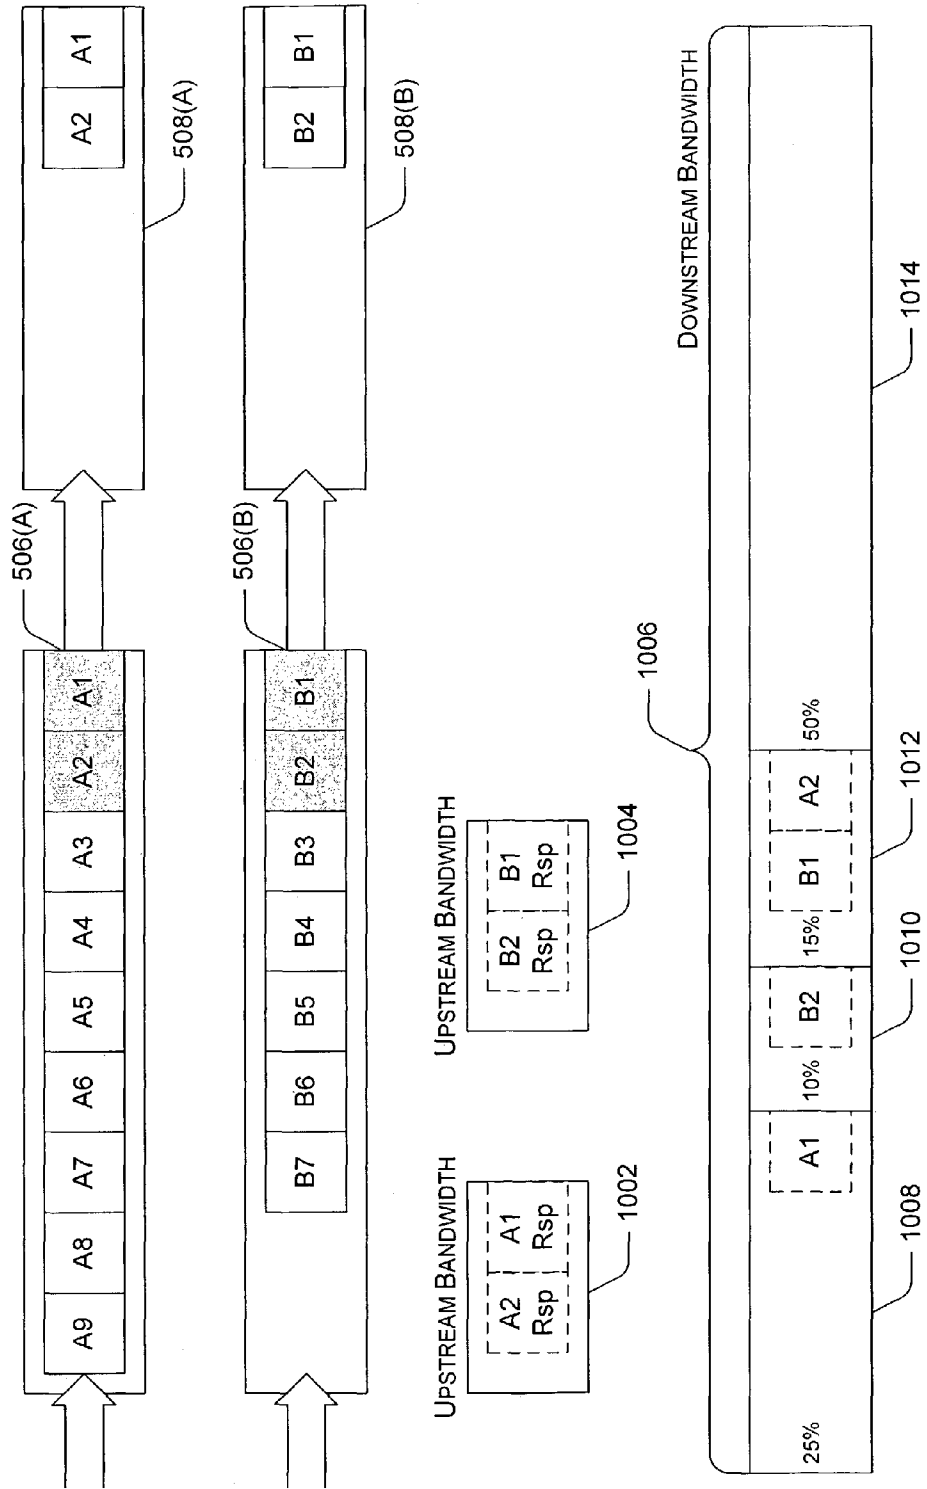 A9 A8 A7 A6 A5 A4 A3 A2 A1
506(A)
A2 A1
508(A)
B7 B6 B5 B4 B3 B2 B1
506(B)
B2 B1
508(B)
UPSTREAM BANDWIDTH
A2 A1
Rsp Rsp
1002
UPSTREAM BANDWIDTH
B2 B1
Rsp Rsp
1004
1006
DOWNSTREAM BANDWIDTH
25% A1 10% B2 15% B1 A2 50%
1008 1010 1012 1014